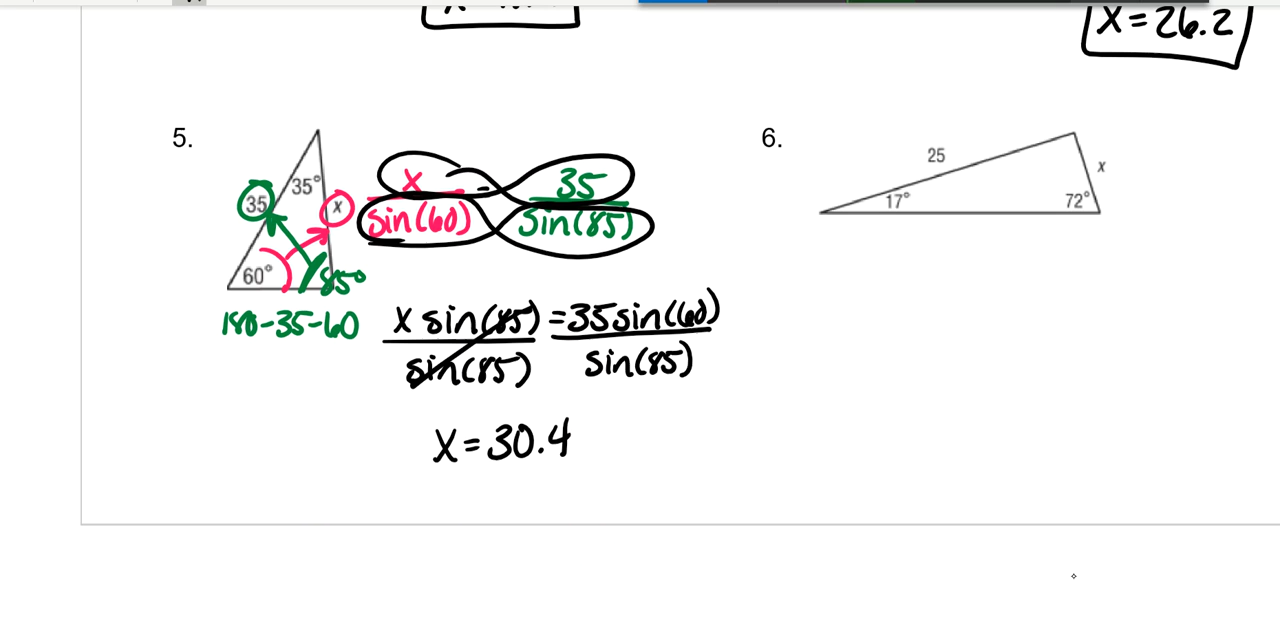 x = 26.2
5.
35
35°
x
60°
85°
180-35-60
x 35
sin(60) sin(85)
x sin(85) = 35 sin(60)
sin(85) sin(85)
x = 30.4
6.
25
x
17°
72°